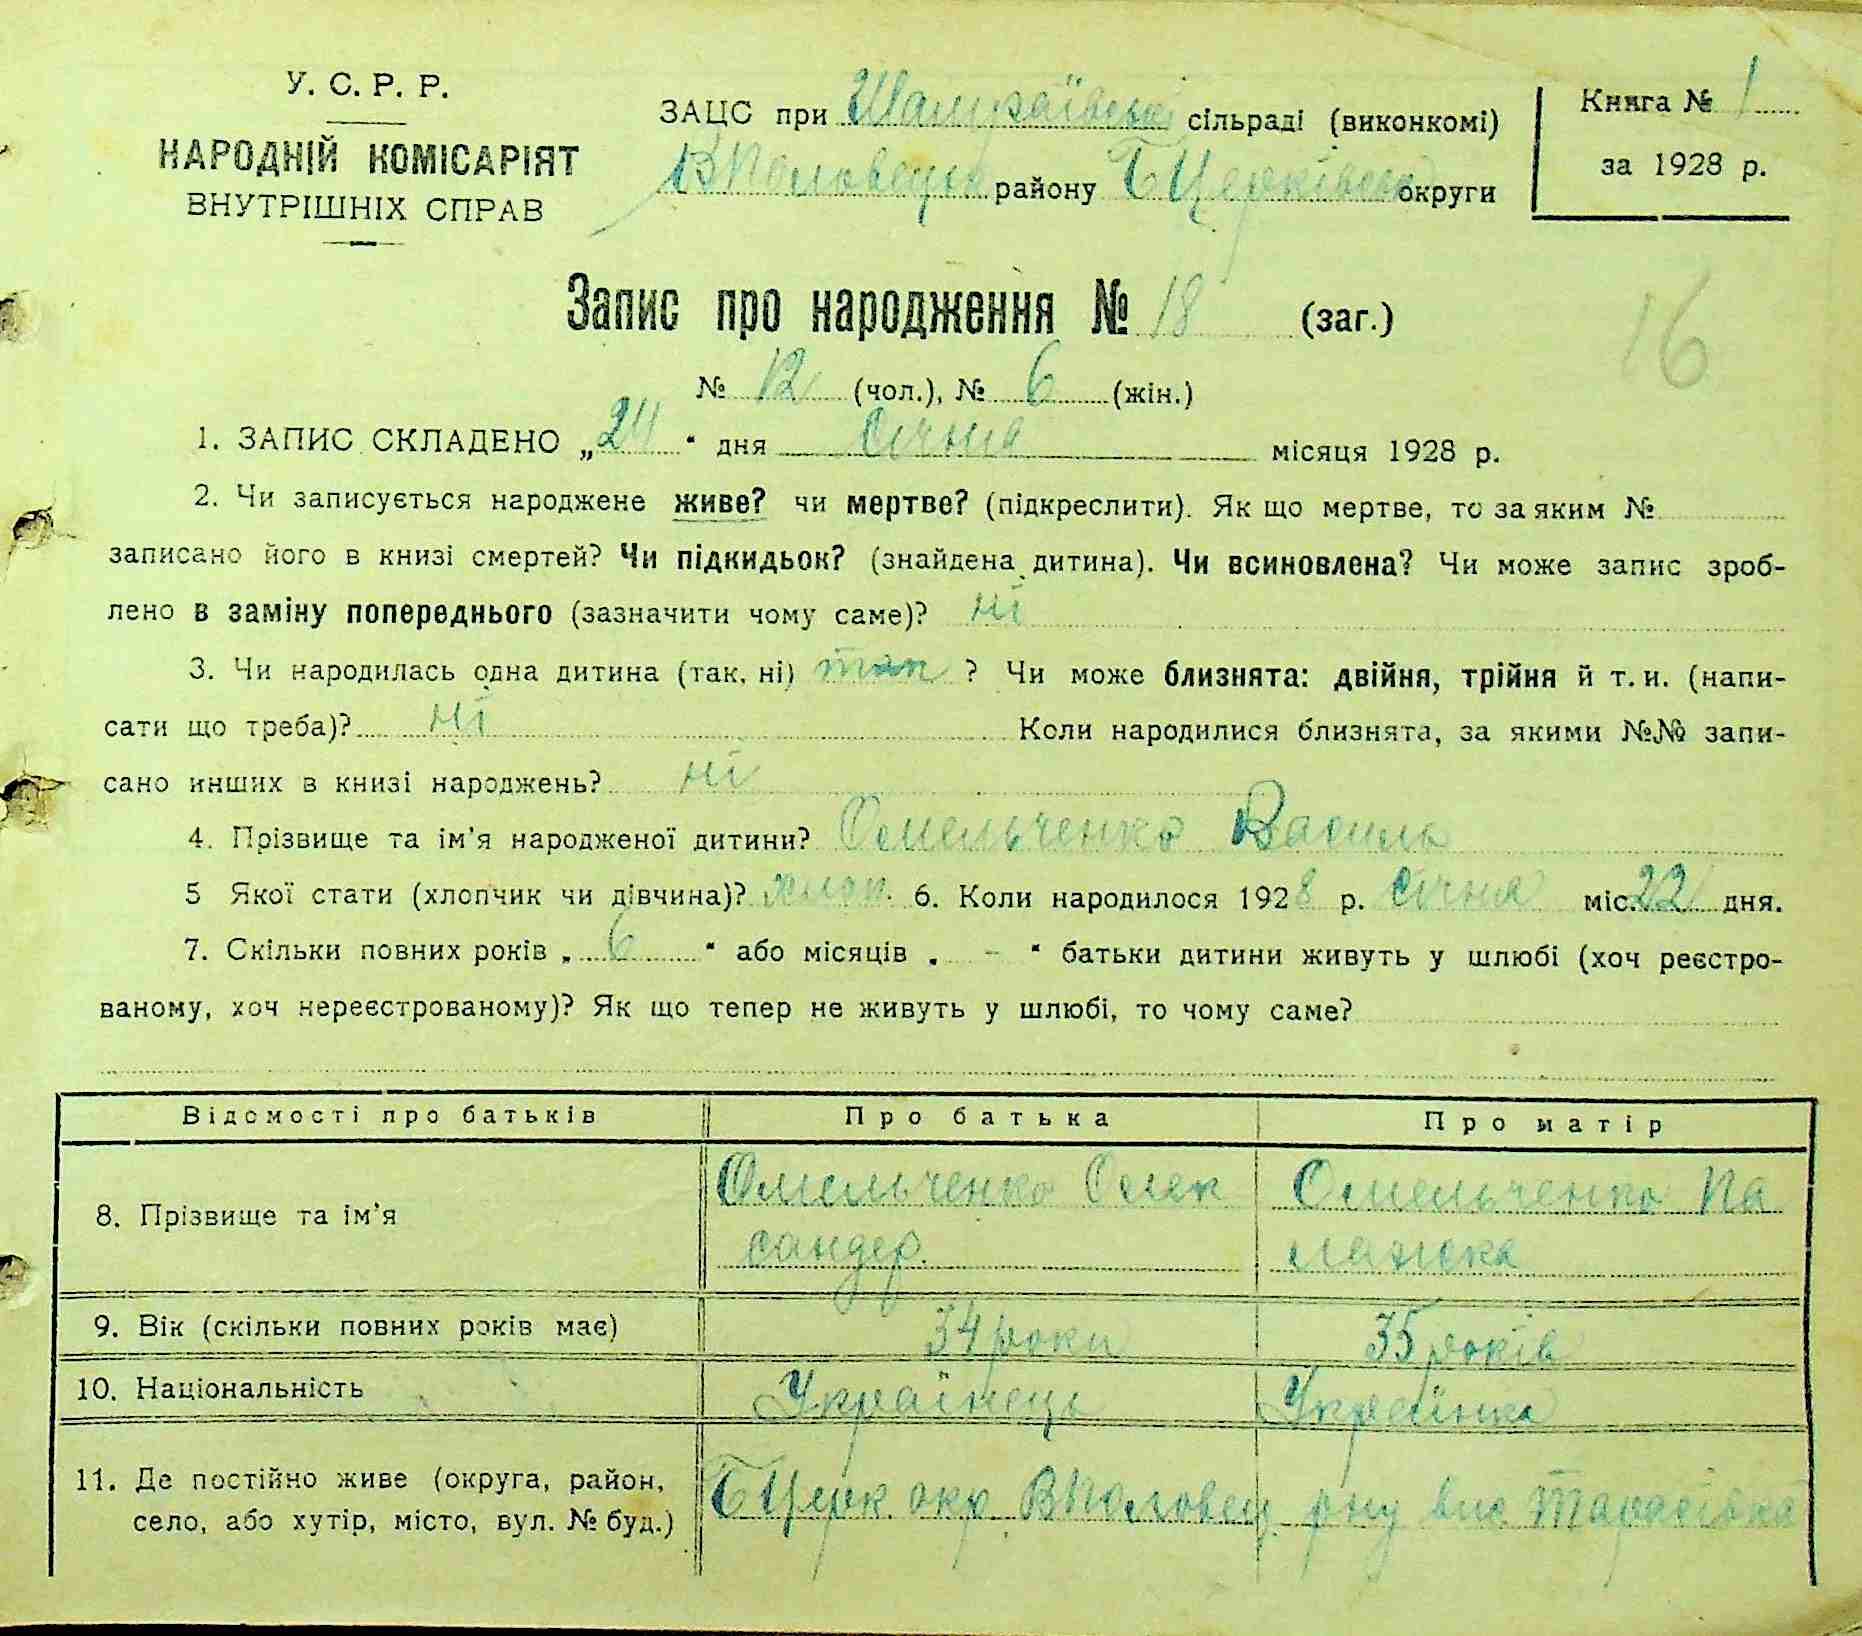 У. С. Р. Р.
НАРОДНІЙ КОМІСАРІЯТ
ВНУТРІШНІХ СПРАВ
ЗАЦС при Шамраївській сільраді (виконкомі)
ВПоловецьк району БЦерківськ округи
Книга № 1
за 1928 р.
Запис про народження № 18 (заг.)
16
№ 12 (чол.), № 6 (жін.)
1. ЗАПИС СКЛАДЕНО „24“ дня Січня місяця 1928 р.
2. Чи записується народжене живе? чи мертве? (підкреслити). Як що мертве, то за яким №
записано його в книзі смертей? Чи підкидьок? (знайдена дитина). Чи всиновлена? Чи може запис зроб-
лено в заміну попереднього (зазначити чому саме)? ні
3. Чи народилась одна дитина (так, ні) так ? Чи може близнята: двійня, трійня й т. и. (напи-
сати що треба)? ні Коли народилися близнята, за якими №№ запи-
сано инших в книзі народжень? ні
4. Прізвище та ім'я народженої дитини? Омельченко Василь
5 Якої стати (хлопчик чи дівчина)? хлоп. 6. Коли народилося 1928 р. Січня міс. 22 дня.
7. Скільки повних років „ 6 “ або місяців „ - “ батьки дитини живуть у шлюбі (хоч реєстро-
ваному, хоч нереєстрованому)? Як що тепер не живуть у шлюбі, то чому саме?
Відомості про батьків Про батька Про матір
8. Прізвище та ім'я Омельченко Олек Омельченко Па
сандер. лажка
9. Вік (скільки повних років має) 34 роки 35 років
10. Національність Українець Українка
11. Де постійно живе (округа, район,
село, або хутір, місто, вул. № буд.) БЦерк. окр. ВПоловец. рну вис Тарасівка